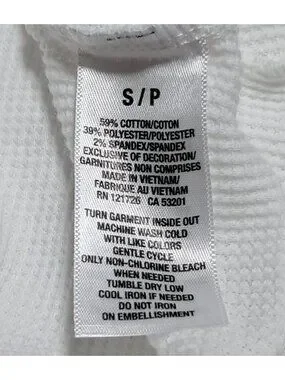 S/P
59% COTTON/COTON
39% POLYESTER/POLYESTER
2% SPANDEX/SPANDEX
EXCLUSIVE OF DECORATION/
GARNITURES NON COMPRISES
MADE IN VIETNAM/
FABRIQUE AU VIETNAM
RN 121726 CA 53201
TURN GARMENT INSIDE OUT
MACHINE WASH COLD
WITH LIKE COLORS
GENTLE CYCLE
ONLY NON-CHLORINE BLEACH
WHEN NEEDED
TUMBLE DRY LOW
COOL IRON IF NEEDED
DO NOT IRON
ON EMBELLISHMENT